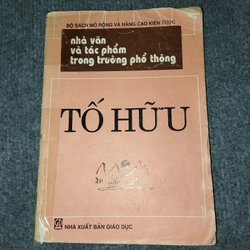 BỘ SÁCH MỞ RỘNG VÀ NÂNG CAO KIẾN THỨC
nhà văn
và tác phẩm
trong trường phổ thông
TỐ HỮU
NHÀ XUẤT BẢN GIÁO DỤC